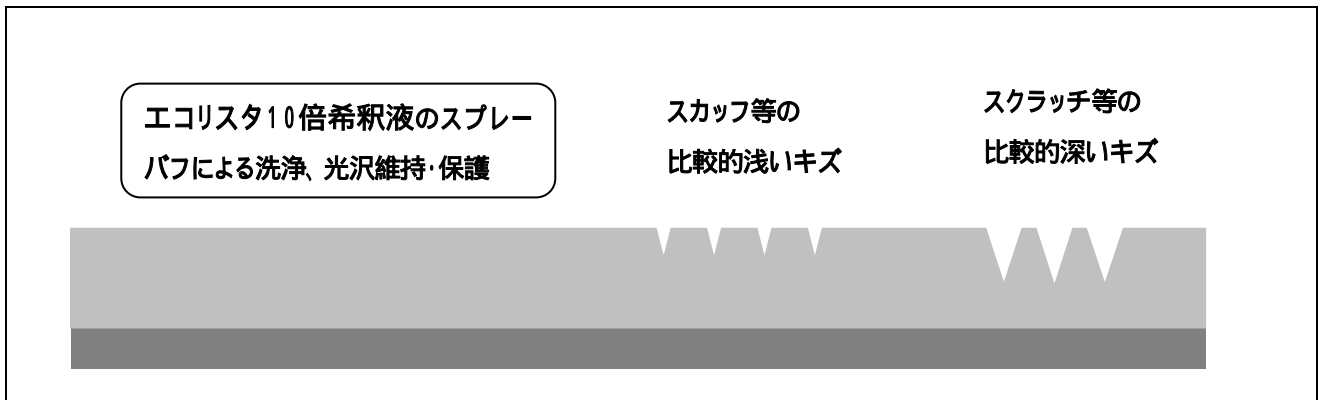 エコリスタ10倍希釈液のスプレー
バフによる洗浄、光沢維持・保護
スカッフ等の
比較的浅いキズ
スクラッチ等の
比較的深いキズ